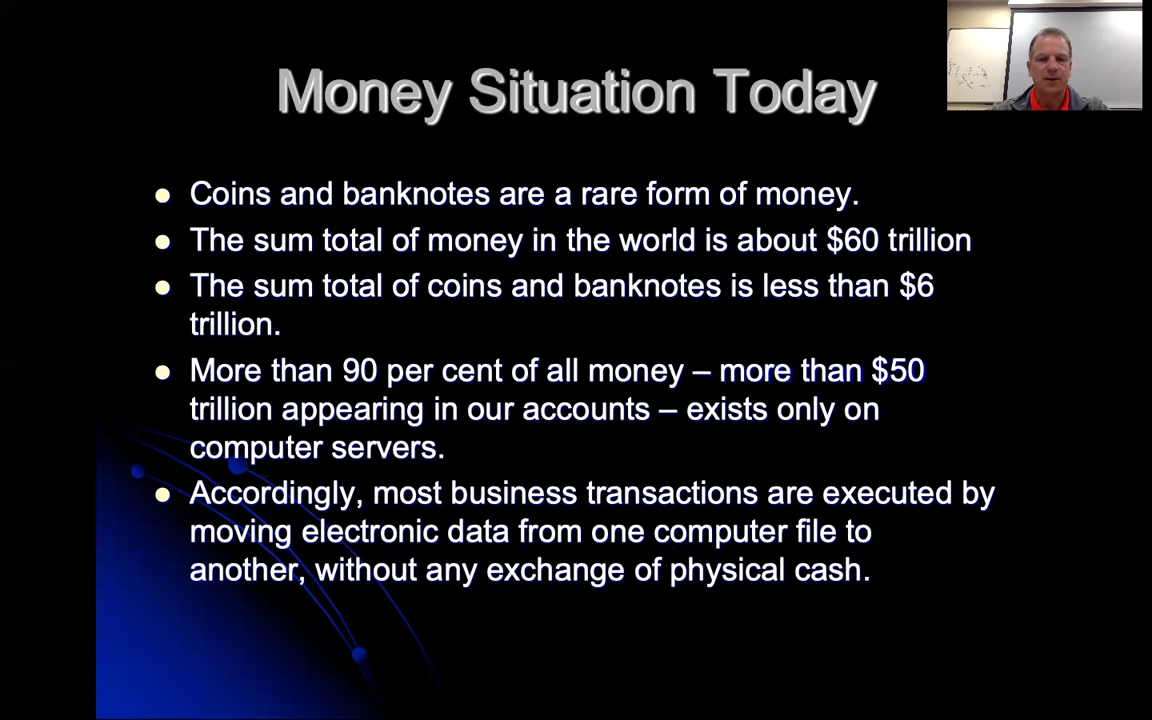 Money Situation Today
Coins and banknotes are a rare form of money.
The sum total of money in the world is about $60 trillion
The sum total of coins and banknotes is less than $6
trillion.
More than 90 per cent of all money – more than $50
trillion appearing in our accounts – exists only on
computer servers.
Accordingly, most business transactions are executed by
moving electronic data from one computer file to
another, without any exchange of physical cash.